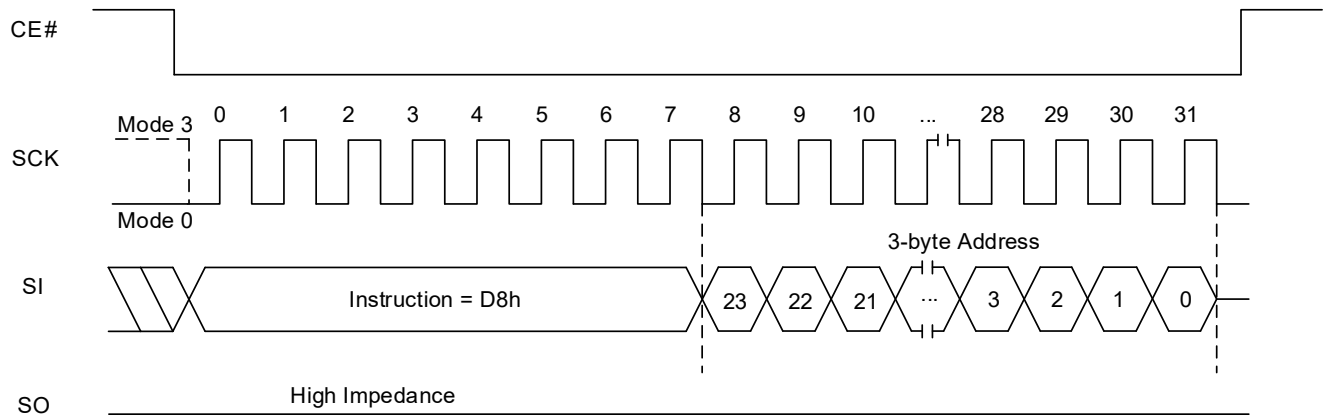 CE#
0 1 2 3 4 5 6 7 8 9 10 ... 28 29 30 31
Mode 3
SCK
Mode 0
3-byte Address
SI
Instruction = D8h
23 22 21 ... 3 2 1 0
High Impedance
SO